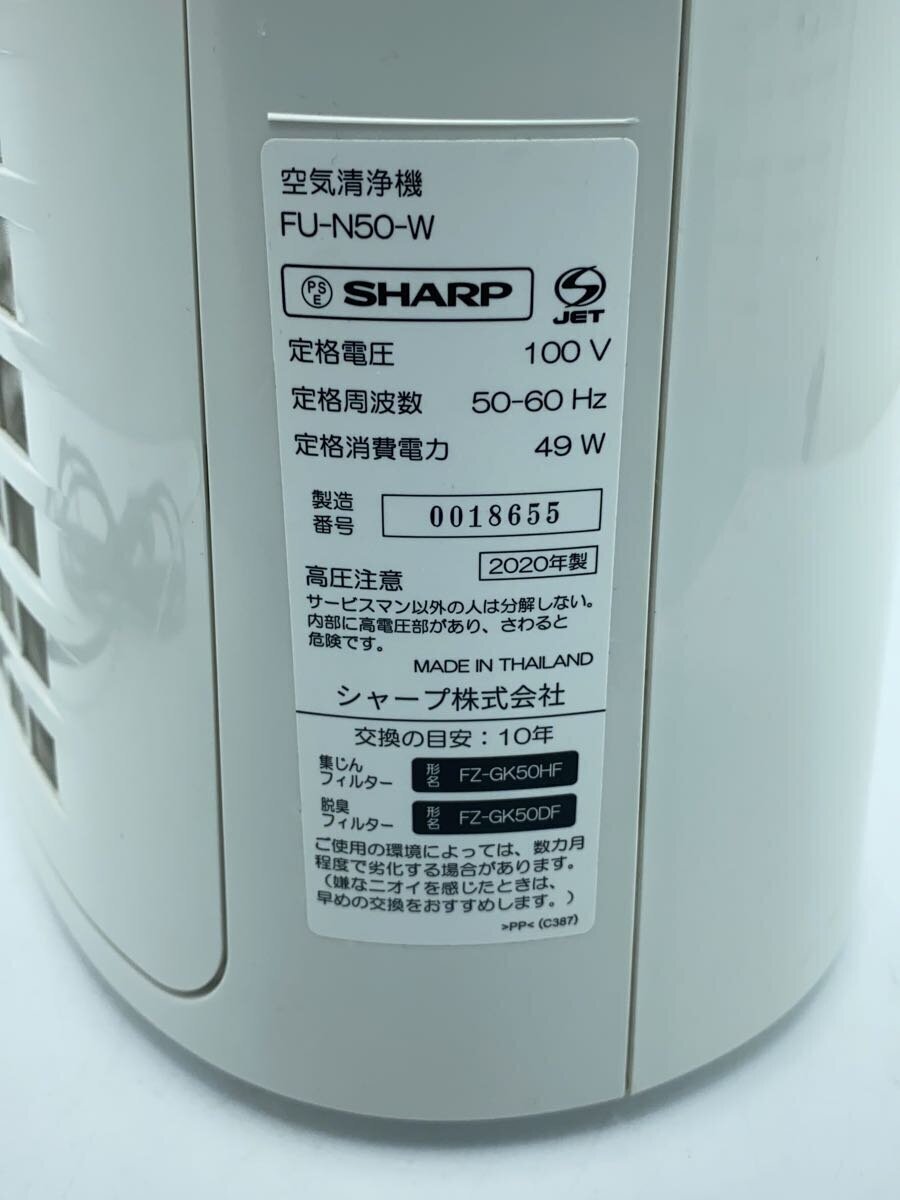 空気清浄機
FU-N50-W
PS
E
SHARP
JET
定格電圧 100 V
定格周波数 50-60 Hz
定格消費電力 49 W
製造
番号
0018655
2020年製
高圧注意
サービスマン以外の人は分解しない。
内部に高電圧部があり、さわると
危険です。
MADE IN THAILAND
シャープ株式会社
交換の目安：10年
集じん
フィルター
形名 FZ-GK50HF
脱臭
フィルター
形名 FZ-GK50DF
ご使用の環境によっては、数カ月
程度で劣化する場合があります。
（嫌なニオイを感じたときは、
早めの交換をおすすめします。）
>PP< (C387)